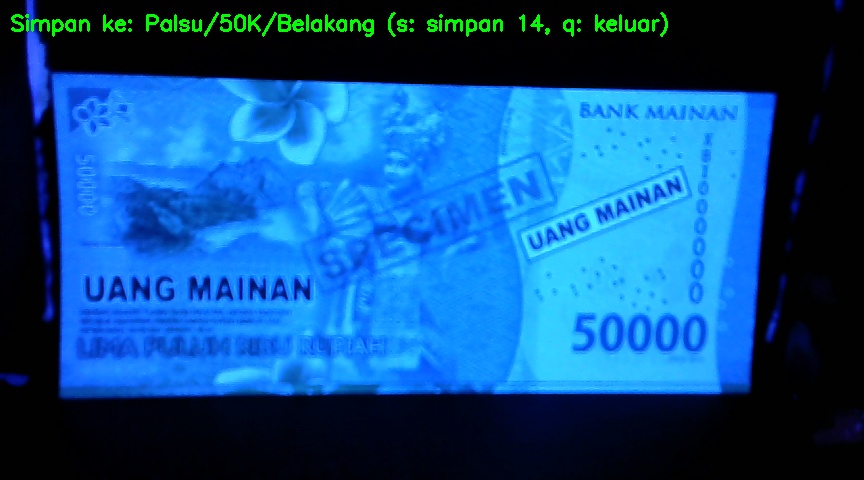 Simpan ke: Palsu/50K/Belakang (s: simpan 14, q: keluar)
BANK MAINAN
50000
SPECIMEN
UANG MAINAN
UANG MAINAN
LIMA PULUH RIBU RUPIAH
50000